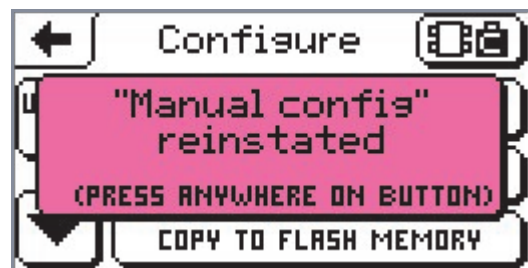 Configure
"Manual config"
reinstated
(PRESS ANYWHERE ON BUTTON)
COPY TO FLASH MEMORY